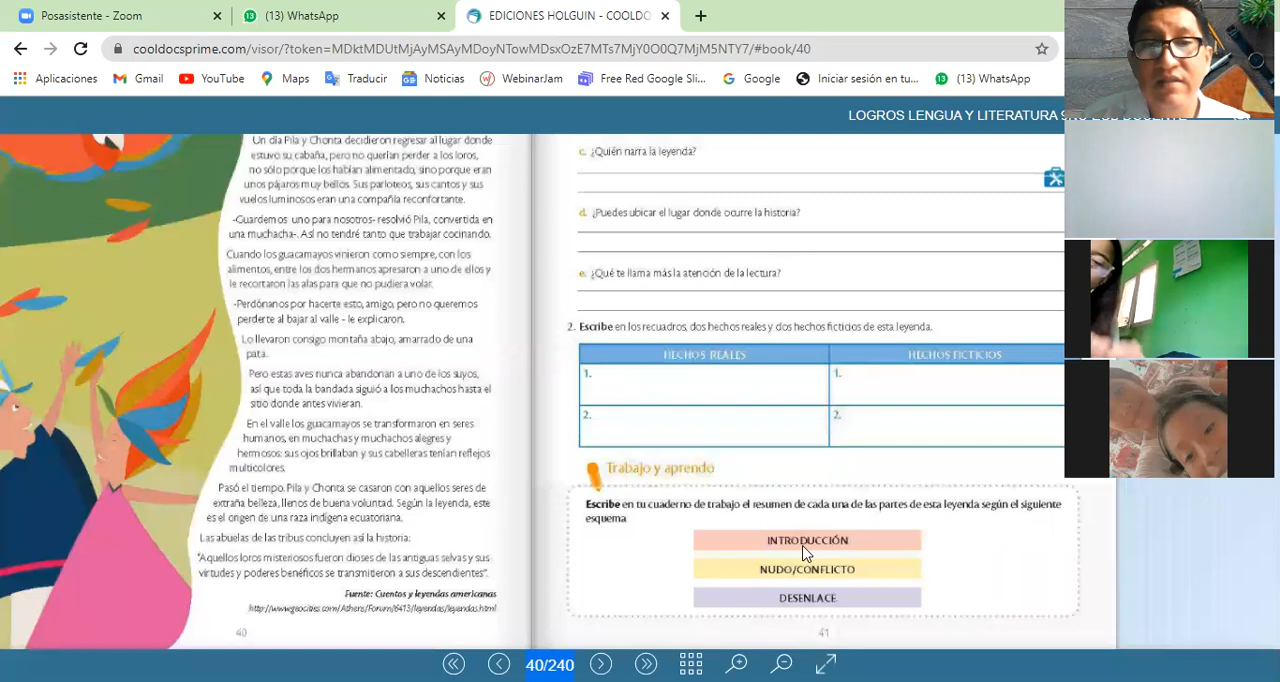 Posasistente - Zoom
(13) WhatsApp
EDICIONES HOLGUIN - COOLDO
cooldocsprime.com/visor/?token=MDktMDUtMjAyMSAyMDoyNTowMDsxOzE7MTs7MjY0O0Q7MjM5NTY7/#book/40
Aplicaciones
Gmail
YouTube
Maps
Traducir
Noticias
WebinarJam
Free Red Google Sli...
Google
Iniciar sesión en tu...
(13) WhatsApp
LOGROS LENGUA Y LITERATURA
Un día Pila y Chonta decidieron regresar al lugar donde
estuvo su cabaña, pero no querían perder a los loros,
no sólo porque los habían alimentado, sino porque eran
unos pájaros muy bellos. Sus parloteos, sus cantos y sus
vuelos luminosos eran una compañía reconfortante.
-Guardemos uno para nosotros- resolvió Pila, convertida en
una muchacha-. Así no tendré tanto que trabajar cocinando.
Cuando los guacamayos vinieron como siempre, con los
alimentos, entre los dos hermanos apresaron a uno de ellos y
le recortaron las alas para que no pudiera volar.
-Perdónanos por hacerte esto, amigo, pero no queremos
perderte al bajar al valle - le explicaron.
Lo llevaron consigo montaña abajo, amarrado de una
pata.
Pero estas aves nunca abandonan a uno de los suyos,
así que toda la bandada siguió a los muchachos hasta el
sitio donde antes vivieran.
En el valle los guacamayos se transformaron en seres
humanos, en muchachas y muchachos alegres y
hermosos: sus ojos brillaban y sus cabelleras tenían reflejos
multicolores.
Pasó el tiempo. Pila y Chonta se casaron con aquellos seres de
extraña belleza, llenos de buena voluntad. Según la leyenda, este
es el origen de una raza indígena ecuatoriana.
Las abuelas de las tribus concluyen así la historia:
"Aquellos loros misteriosos fueron dioses de las antiguas selvas y sus
virtudes y poderes benéficos se transmitieron a sus descendientes".
Fuente: Cuentos y leyendas americanas
http://www.geocities.com/Athens/Forum/6413/leyendas/leyendas.html
40
c. ¿Quién narra la leyenda?
d. ¿Puedes ubicar el lugar donde ocurre la historia?
e. ¿Qué te llama más la atención de la lectura?
2. Escribe en los recuadros, dos hechos reales y dos hechos ficticios de esta leyenda.
HECHOS REALES
HECHOS FICTICIOS
1.
1.
2.
2.
Trabajo y aprendo
Escribe en tu cuaderno de trabajo el resumen de cada una de las partes de esta leyenda según el siguiente
esquema
INTRODUCCIÓN
NUDO/CONFLICTO
DESENLACE
41
40/240